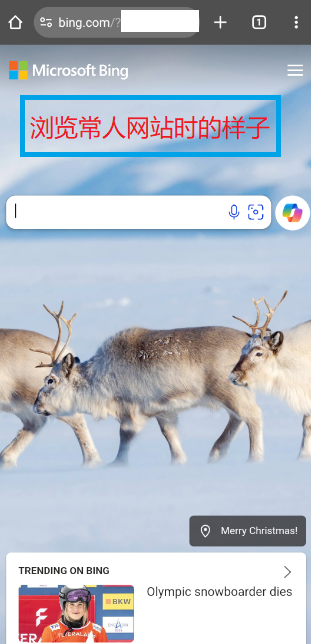 bing.com/?
1
Microsoft Bing
浏览常人网站时的样子
Merry Christmas!
TRENDING ON BING
Olympic snowboarder dies
BKW